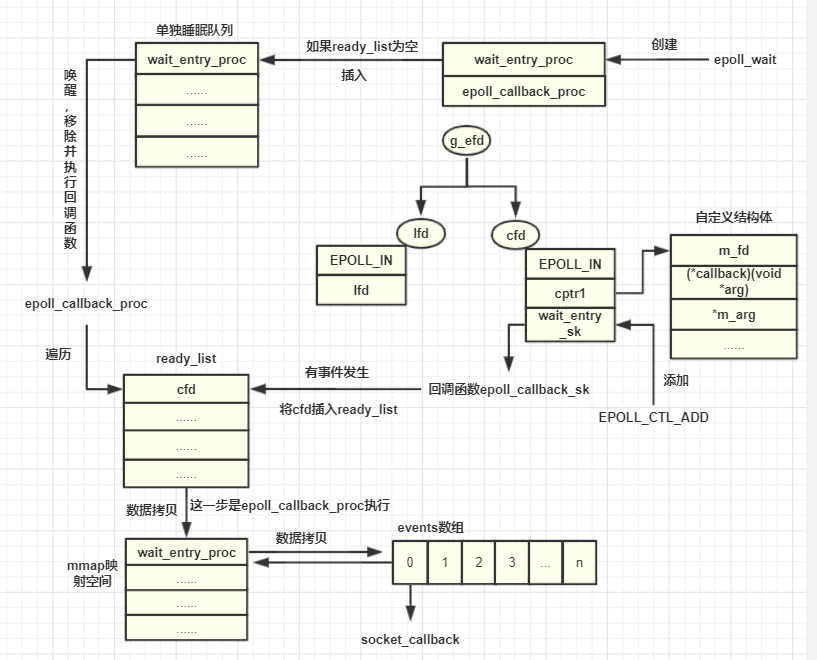 单独睡眠队列
wait_entry_proc
......
......
......
如果ready_list为空
插入
wait_entry_proc
epoll_callback_proc
创建
epoll_wait
唤醒，移除并执行回调函数
g_efd
lfd
cfd
EPOLL_IN
lfd
EPOLL_IN
cptr1
wait_entry
_sk
自定义结构体
m_fd
(*callback)(void
*arg)
*m_arg
......
epoll_callback_proc
遍历
ready_list
cfd
......
......
......
有事件发生
将cfd插入ready_list
回调函数epoll_callback_sk
添加
EPOLL_CTL_ADD
数据拷贝
这一步是epoll_callback_proc执行
mmap映
射空间
wait_entry_proc
......
......
......
数据拷贝
events数组
0 1 2 3 ... n
socket_callback